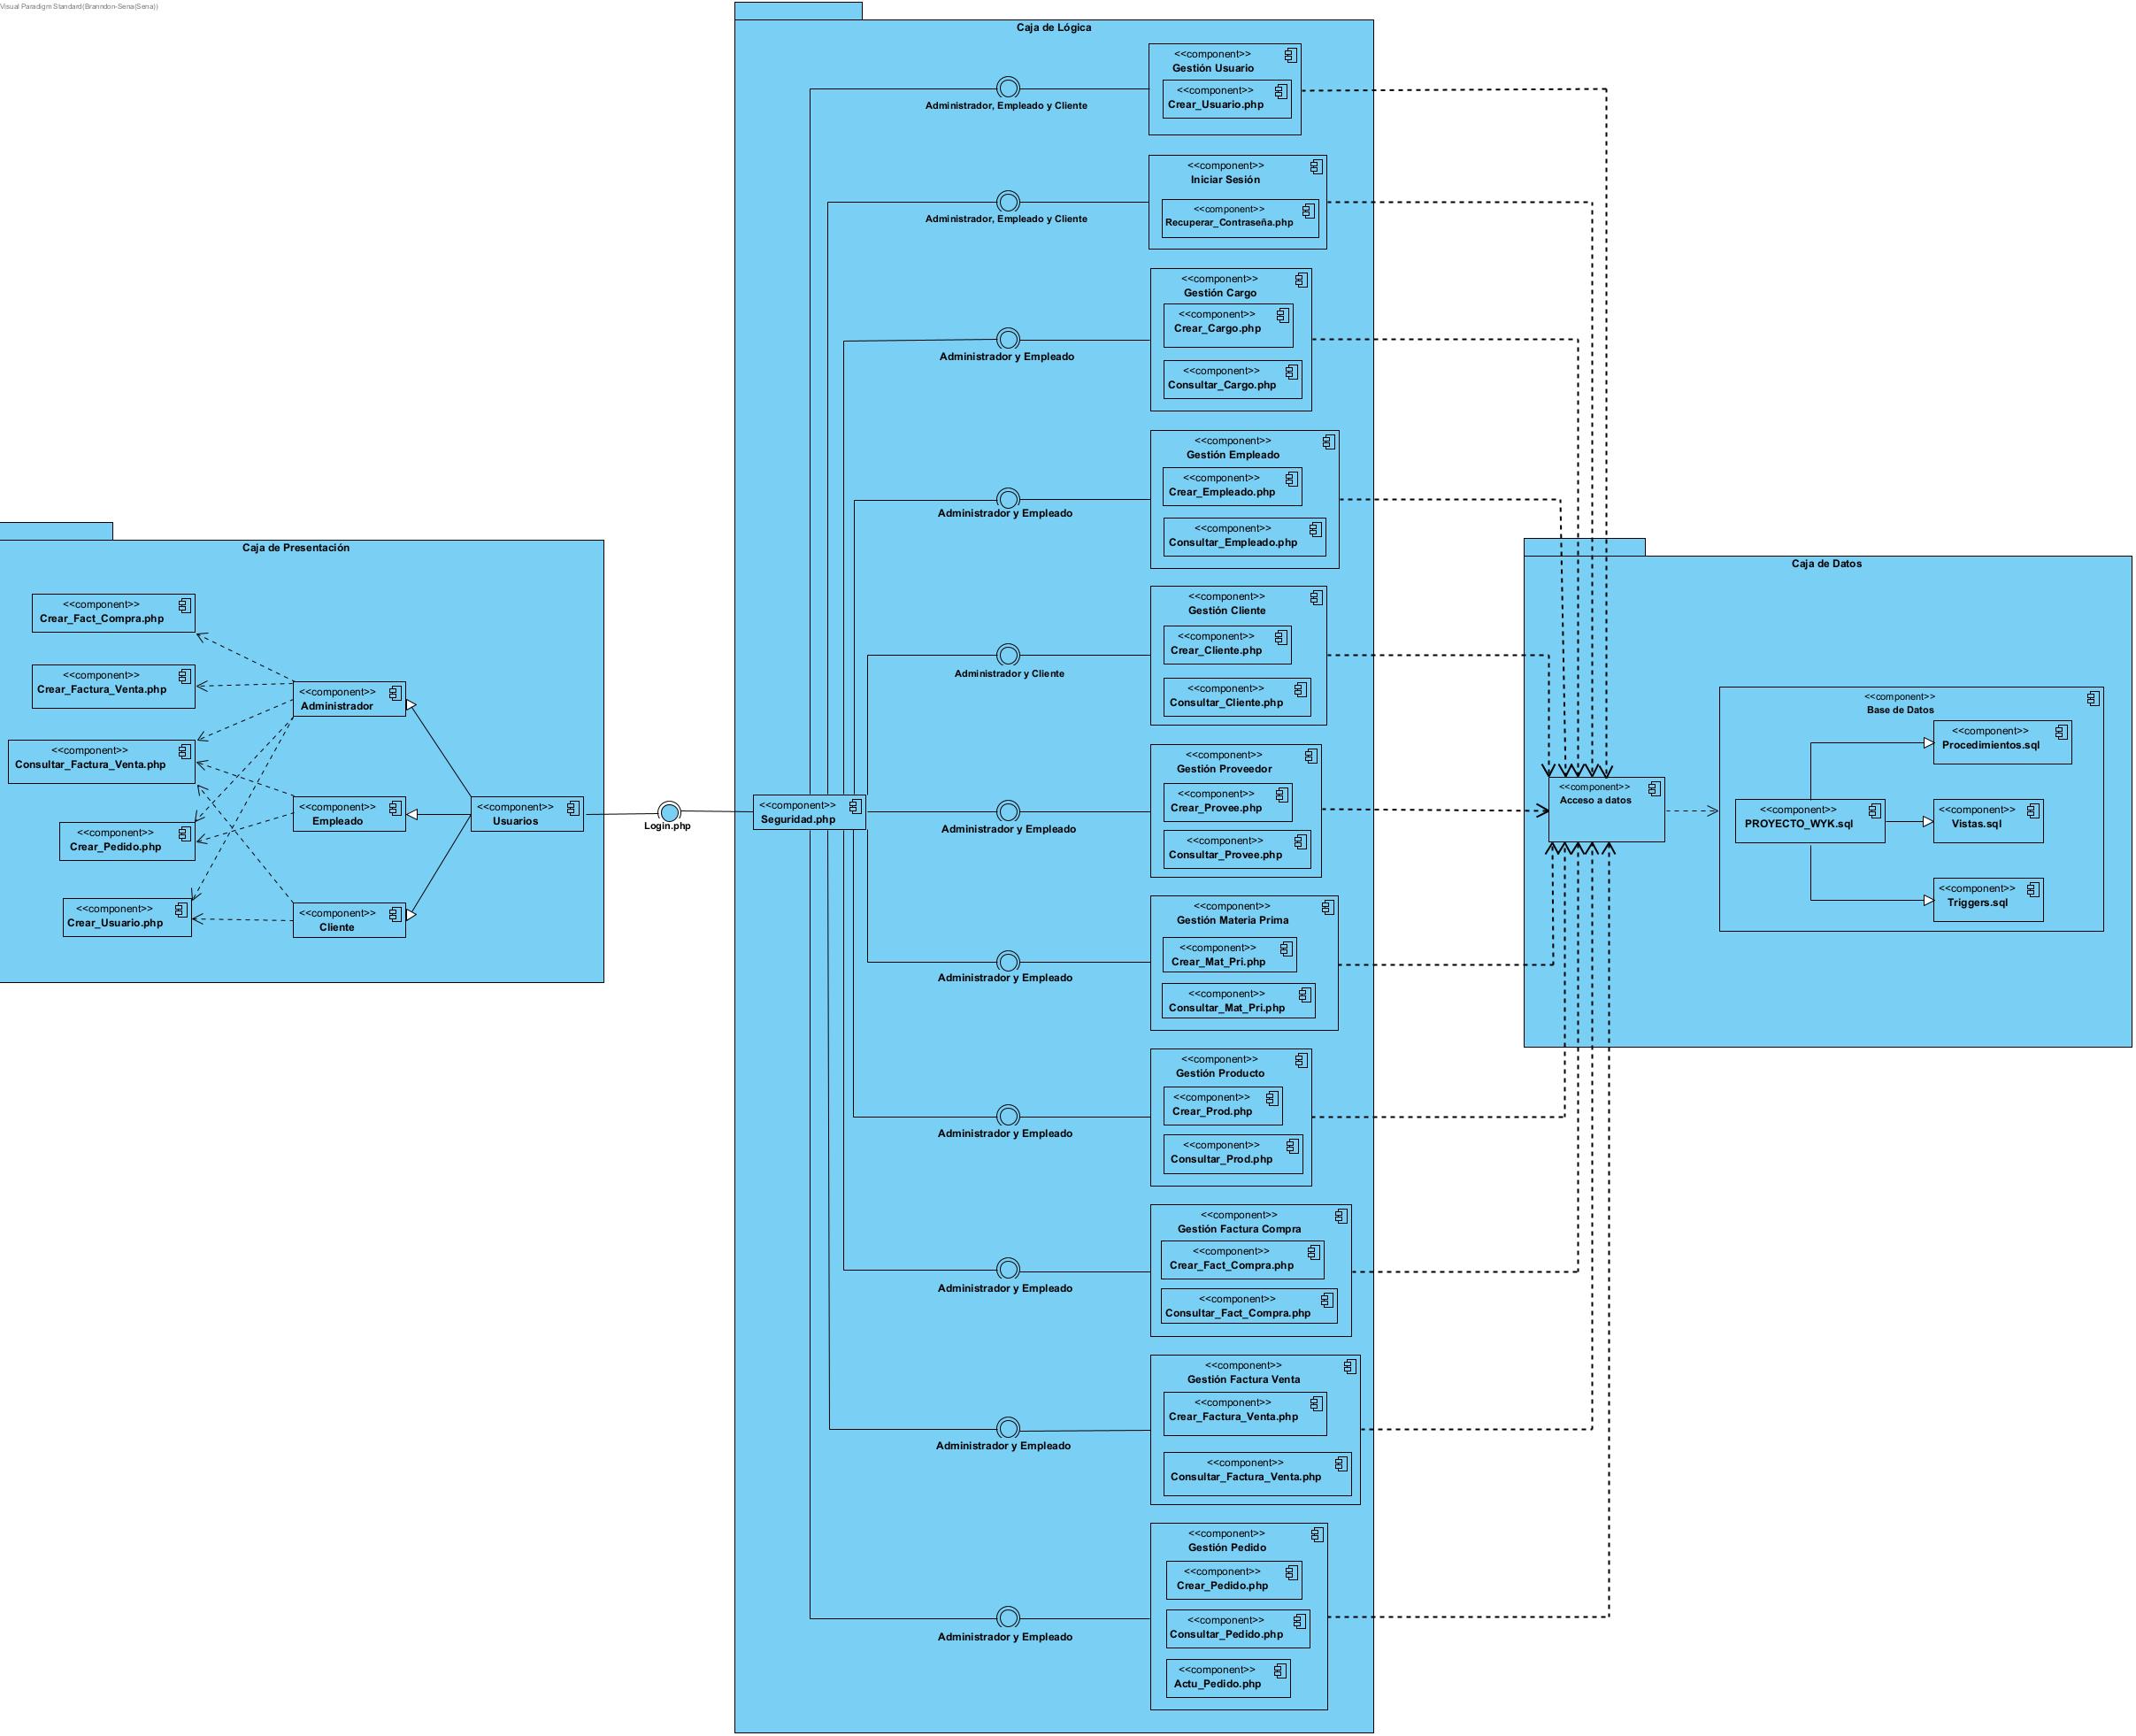 Visual Paradigm Standard(Branndon-Sena(Sena))
Caja de Presentación
<<component>>
Crear_Fact_Compra.php
<<component>>
Crear_Factura_Venta.php
<<component>>
Consultar_Factura_Venta.php
<<component>>
Crear_Pedido.php
<<component>>
Crear_Usuario.php
<<component>>
Administrador
<<component>>
Empleado
<<component>>
Cliente
<<component>>
Usuarios
Login.php
Caja de Lógica
<<component>>
Seguridad.php
Administrador, Empleado y Cliente
<<component>>
Gestión Usuario
<<component>>
Crear_Usuario.php
Administrador, Empleado y Cliente
<<component>>
Iniciar Sesión
<<component>>
Recuperar_Contraseña.php
Administrador y Empleado
<<component>>
Gestión Cargo
<<component>>
Crear_Cargo.php
<<component>>
Consultar_Cargo.php
Administrador y Empleado
<<component>>
Gestión Empleado
<<component>>
Crear_Empleado.php
<<component>>
Consultar_Empleado.php
Administrador y Cliente
<<component>>
Gestión Cliente
<<component>>
Crear_Cliente.php
<<component>>
Consultar_Cliente.php
Administrador y Empleado
<<component>>
Gestión Proveedor
<<component>>
Crear_Provee.php
<<component>>
Consultar_Provee.php
Administrador y Empleado
<<component>>
Gestión Materia Prima
<<component>>
Crear_Mat_Pri.php
<<component>>
Consultar_Mat_Pri.php
Administrador y Empleado
<<component>>
Gestión Producto
<<component>>
Crear_Prod.php
<<component>>
Consultar_Prod.php
Administrador y Empleado
<<component>>
Gestión Factura Compra
<<component>>
Crear_Fact_Compra.php
<<component>>
Consultar_Fact_Compra.php
Administrador y Empleado
<<component>>
Gestión Factura Venta
<<component>>
Crear_Factura_Venta.php
<<component>>
Consultar_Factura_Venta.php
Administrador y Empleado
<<component>>
Gestión Pedido
<<component>>
Crear_Pedido.php
<<component>>
Consultar_Pedido.php
<<component>>
Actu_Pedido.php
Caja de Datos
<<component>>
Acceso a datos
<<component>>
Base de Datos
<<component>>
PROYECTO_WYK.sql
<<component>>
Procedimientos.sql
<<component>>
Vistas.sql
<<component>>
Triggers.sql